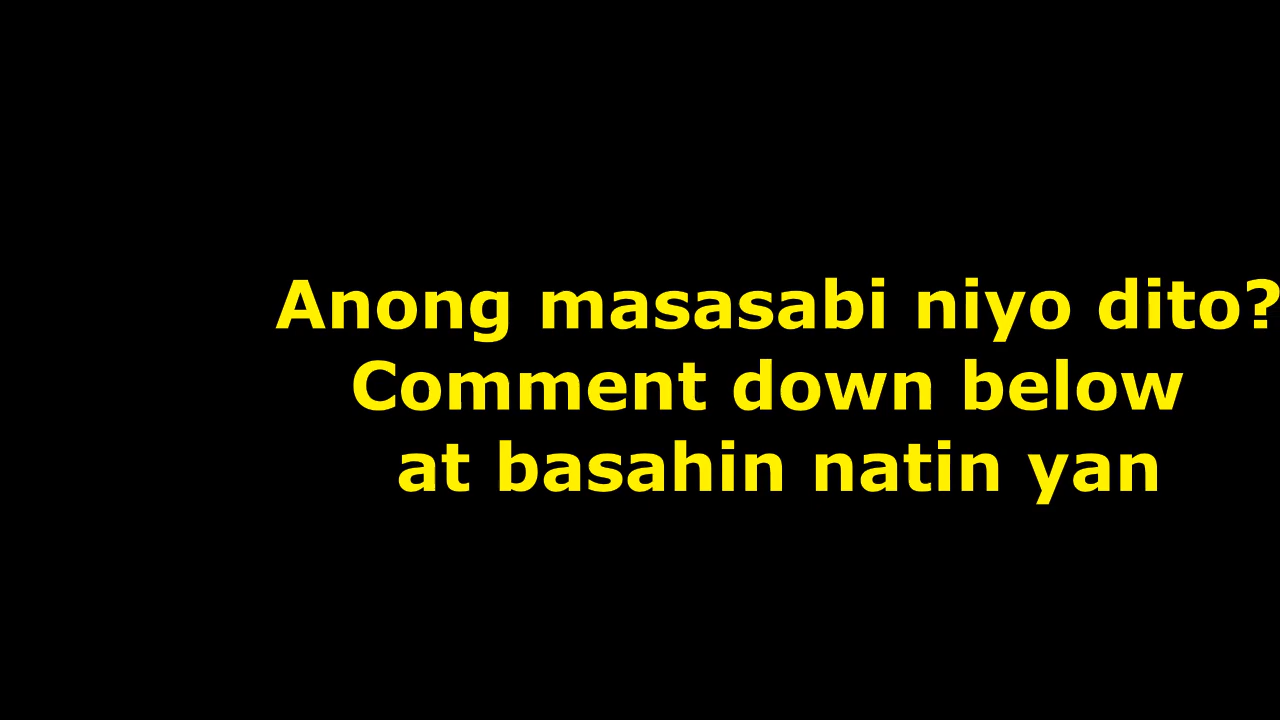 Anong masasabi niyo dito?
Comment down below
at basahin natin yan